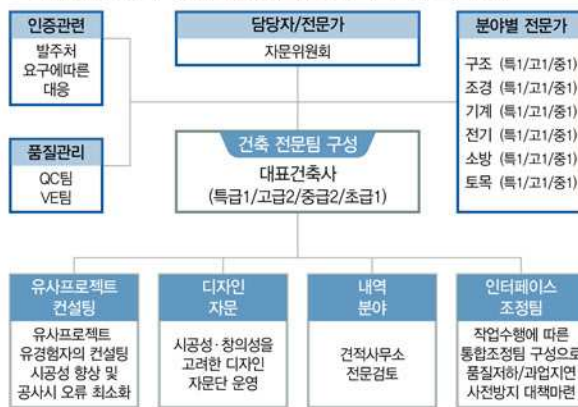 인증관련
발주처
요구에따른
대응
담당자/전문가
자문위원회
분야별 전문가
구조 (특1/고1/중1)
조경 (특1/고1/중1)
기계 (특1/고1/중1)
전기 (특1/고1/중1)
소방 (특1/고1/중1)
토목 (특1/고1/중1)
품질관리
QC팀
VE팀
건축 전문팀 구성
대표건축사
(특급1/고급2/중급2/초급1)
유사프로젝트
컨설팅
유사프로젝트
유경험자의 컨설팅
시공성 향상 및
공사시 오류 최소화
디자인
자문
시공성·창의성을
고려한 디자인
자문단 운영
내역
분야
견적사무소
전문검토
인터페이스
조정팀
작업수행에 따른
통합조정팀 구성으로
품질저하/과업지연
사전방지 대책마련